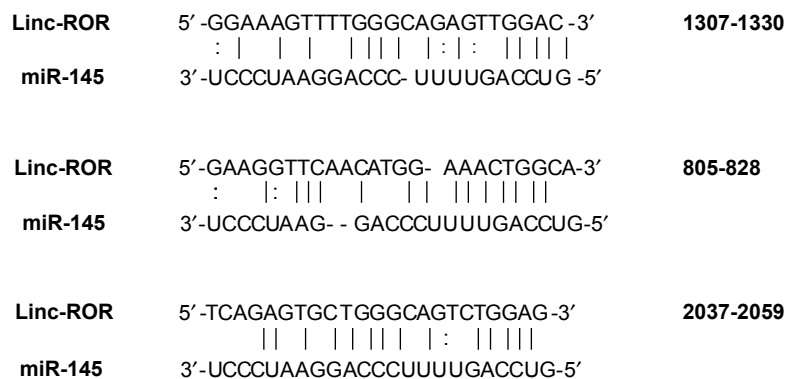 Linc-ROR 5′ -GGAAAGTTTTGGGCAGAGTTGGAC -3′ 1307-1330
: | | | ||| | |:|: |||||
miR-145 3′-UCCCUAAGGACCC- UUUUGACCUG -5′
Linc-ROR 5′-GAAGGTTCAACATGG- AAACTGGCA-3′ 805-828
: |:||| | || ||||||||
miR-145 3′-UCCCUAAG- - GACCCUUUUGACCUG-5′
Linc-ROR 5′ -TCAGAGTGCTGGGCAGTCTGGAG -3′ 2037-2059
|| | ||||| |: |||||
miR-145 3′-UCCCUAAGGACCCUUUUGACCUG-5′